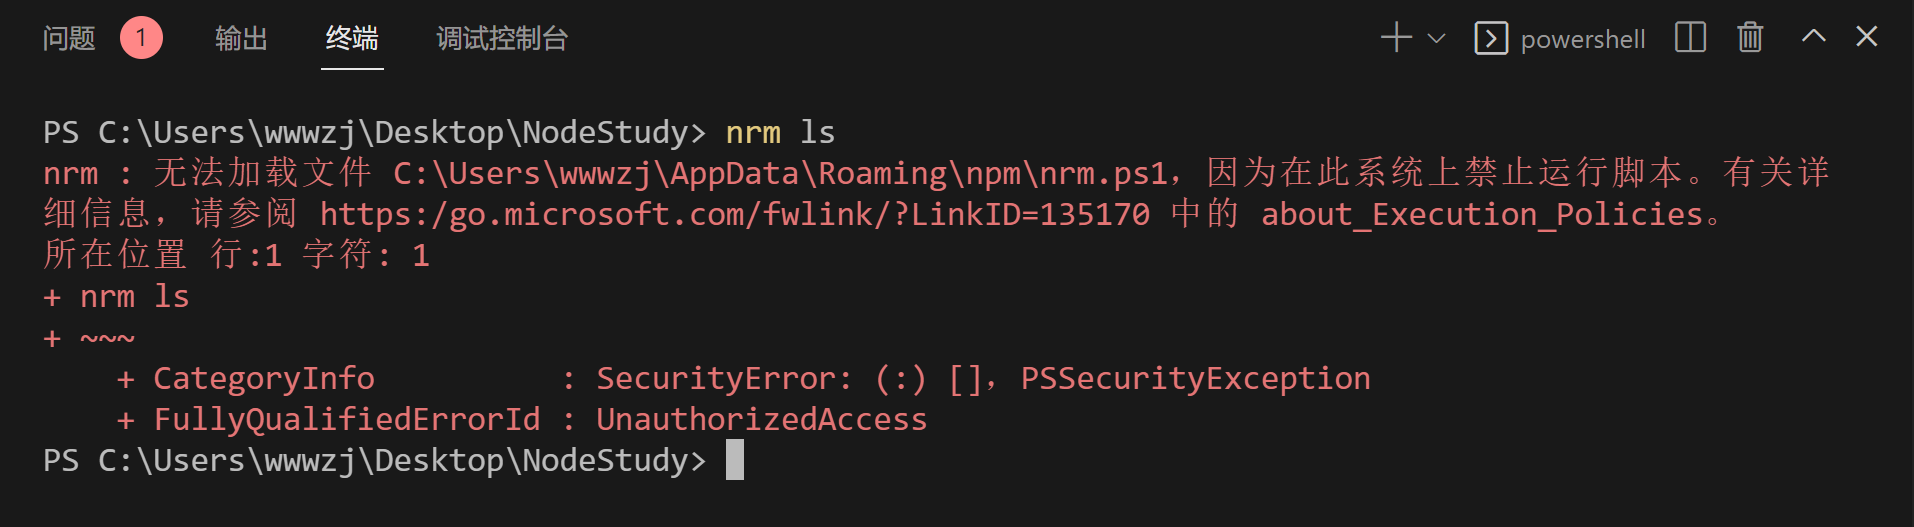 问题 1 输出 终端 调试控制台 powershell
PS C:\Users\wwwzj\Desktop\NodeStudy> nrm ls
nrm : 无法加载文件 C:\Users\wwwzj\AppData\Roaming\npm\nrm.ps1，因为在此系统上禁止运行脚本。有关详
细信息，请参阅 https:/go.microsoft.com/fwlink/?LinkID=135170 中的 about_Execution_Policies。
所在位置 行:1 字符: 1
+ nrm ls
+ ~~~
    + CategoryInfo          : SecurityError: (:) []，PSSecurityException
    + FullyQualifiedErrorId : UnauthorizedAccess
PS C:\Users\wwwzj\Desktop\NodeStudy>